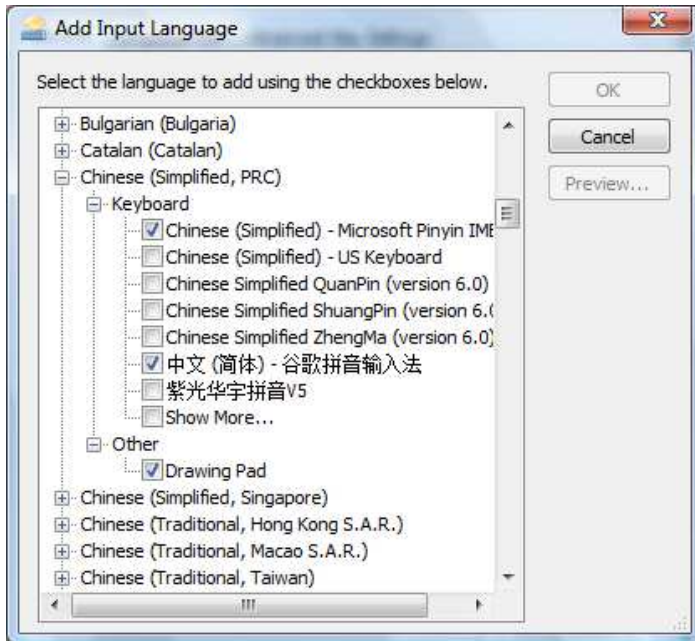 Add Input Language
Select the language to add using the checkboxes below.
OK
Cancel
Preview...
Bulgarian (Bulgaria)
Catalan (Catalan)
Chinese (Simplified, PRC)
Keyboard
Chinese (Simplified) - Microsoft Pinyin IME
Chinese (Simplified) - US Keyboard
Chinese Simplified QuanPin (version 6.0)
Chinese Simplified ShuangPin (version 6.0
Chinese Simplified ZhengMa (version 6.0)
中文 (简体) - 谷歌拼音输入法
紫光华宇拼音V5
Show More...
Other
Drawing Pad
Chinese (Simplified, Singapore)
Chinese (Traditional, Hong Kong S.A.R.)
Chinese (Traditional, Macao S.A.R.)
Chinese (Traditional, Taiwan)